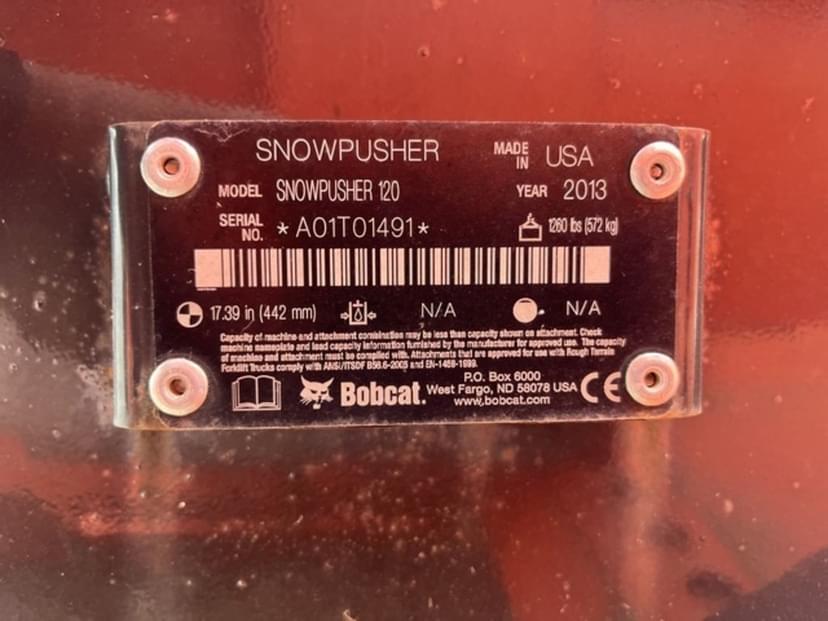 SNOWPUSHER MADE IN USA
MODEL SNOWPUSHER 120 YEAR 2013
SERIAL NO. *A01T01491* 1260 lbs (572 kg)
17.39 in (442 mm) N/A N/A
Capacity of machine and attachment combination may be less than capacity shown on attachment. Check
machine nameplate and lead capacity information furnished by the manufacturer for approved use. The capacity
of machine and attachment must be complied with. Attachments that are approved for use with Rough Terrain
Forklift Trucks comply with ANSI/ITSDF B56.6-2005 and EN-1459-1999.
Bobcat. P.O. Box 6000
West Fargo, ND 58078 USA
www.bobcat.com
CE